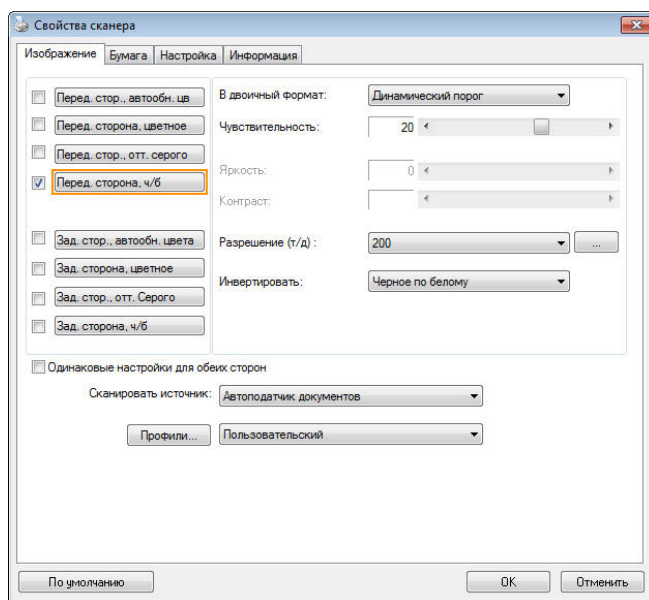 Свойства сканера
Изображение Бумага Настройка Информация
Перед. стор., автообн. цв
Перед. сторона, цветное
Перед. стор., отт. серого
Перед. сторона, ч/б
Зад. стор., автообн. цвета
Зад. сторона, цветное
Зад. стор., отт. Серого
Зад. сторона, ч/б
В двоичный формат: Динамический порог
Чувствительность: 20
Яркость: 0
Контраст:
Разрешение (т/д) : 200 ...
Инвертировать: Черное по белому
Одинаковые настройки для обеих сторон
Сканировать источник: Автоподатчик документов
Профили... Пользовательский
По умолчанию OK Отменить